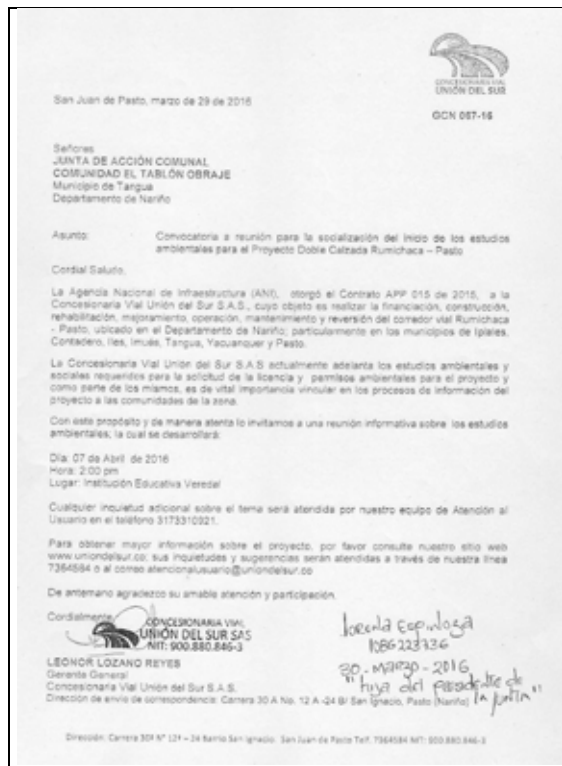 CONCESIONARIA VIAL
UNIÓN DEL SUR
San Juan de Pasto, marzo de 29 de 2016
GCN 067-16
Señores
JUNTA DE ACCIÓN COMUNAL
COMUNIDAD EL TABLÓN OBRAJE
Municipio de Tangua
Departamento de Nariño
Asunto: Convocatoria a reunión para la socialización del inicio de los estudios
ambientales para el Proyecto Doble Calzada Rumichaca – Pasto
Cordial Saludo,
La Agencia Nacional de Infraestructura (ANI), otorgó el Contrato APP 015 de 2015, a la
Concesionaria Vial Unión del Sur S.A.S., cuyo objeto es realizar la financiación, construcción,
rehabilitación, mejoramiento, operación, mantenimiento y reversión del corredor vial Rumichaca
- Pasto, ubicado en el Departamento de Nariño; particularmente en los municipios de Ipiales,
Contadero, Iles, Imués, Tangua, Yacuanquer y Pasto.
La Concesionaria Vial Unión del Sur S.A.S actualmente adelanta los estudios ambientales y
sociales requeridos para la solicitud de la licencia y permisos ambientales para el proyecto y
como parte de los mismos, es de vital importancia vincular en los procesos de información del
proyecto a las comunidades de la zona.
Con este propósito y de manera atenta lo invitamos a una reunión informativa sobre los estudios
ambientales; la cual se desarrollará:
Día: 07 de Abril de 2016
Hora: 2:00 pm
Lugar: Institución Educativa Veredal
Cualquier inquietud adicional sobre el tema será atendida por nuestro equipo de Atención al
Usuario en el teléfono 3173310921.
Para obtener mayor información sobre el proyecto, por favor consulte nuestro sitio web
www.uniondelsur.co; sus inquietudes y sugerencias serán atendidas a través de nuestra línea
7364584 o al correo atencionalusuario@uniondelsur.co
De antemano agradezco su amable atención y participación.
Cordialmente
CONCESIONARIA VIAL
UNIÓN DEL SUR SAS
NIT: 900.880.846-3
LEONOR LOZANO REYES
Gerente General
Concesionaria Vial Unión del Sur S.A.S.
Dirección de envío de correspondencia: Carrera 30 A No. 12 A -24 B/ San Ignacio, Pasto (Nariño)
Lorena Espinloza
1086223736
30 - Marzo - 2016
"hija del presidente de
la junta"
Dirección: Carrera 30ª N° 12ª – 24 Barrio San Ignacio. San Juan de Pasto Telf. 7364584 NIT: 900.880.846-3